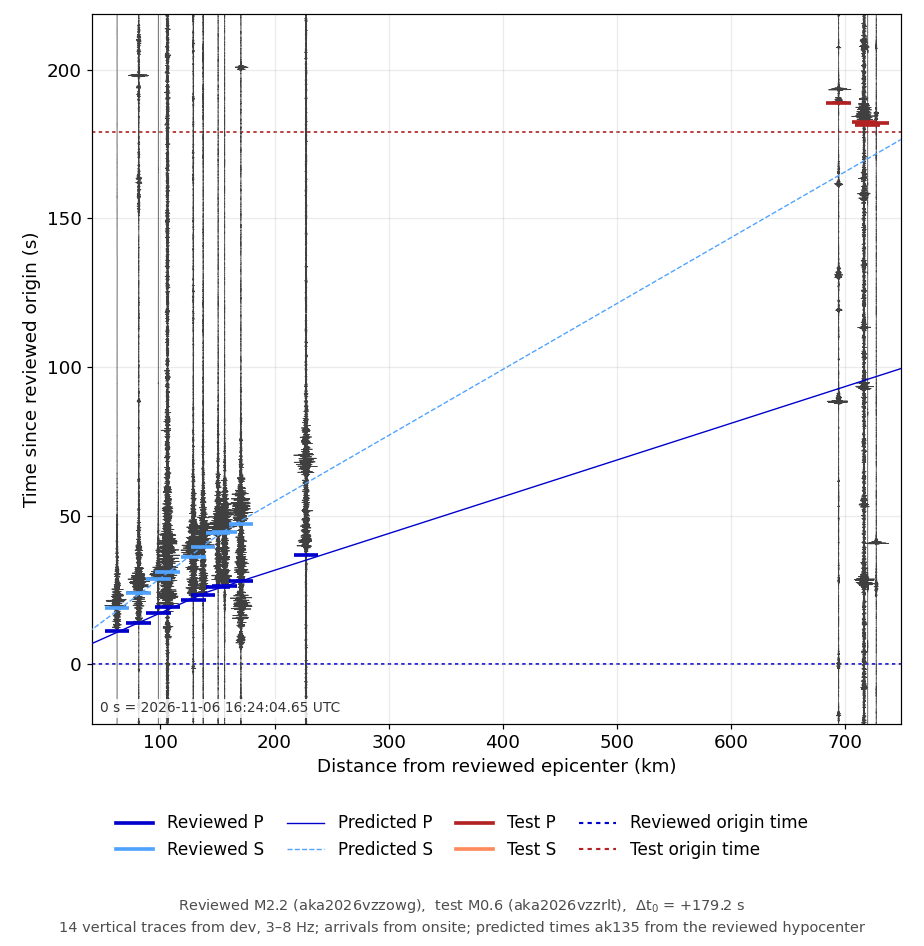 200
150
100
50
0
Time since reviewed origin (s)
0 s = 2026-11-06 16:24:04.65 UTC
100 200 300 400 500 600 700
Distance from reviewed epicenter (km)
Reviewed P Predicted P Test P Reviewed origin time
Reviewed S Predicted S Test S Test origin time
Reviewed M2.2 (aka2026vzzowg), test M0.6 (aka2026vzzrlt), Δt₀ = +179.2 s
14 vertical traces from dev, 3–8 Hz; arrivals from onsite; predicted times ak135 from the reviewed hypocenter